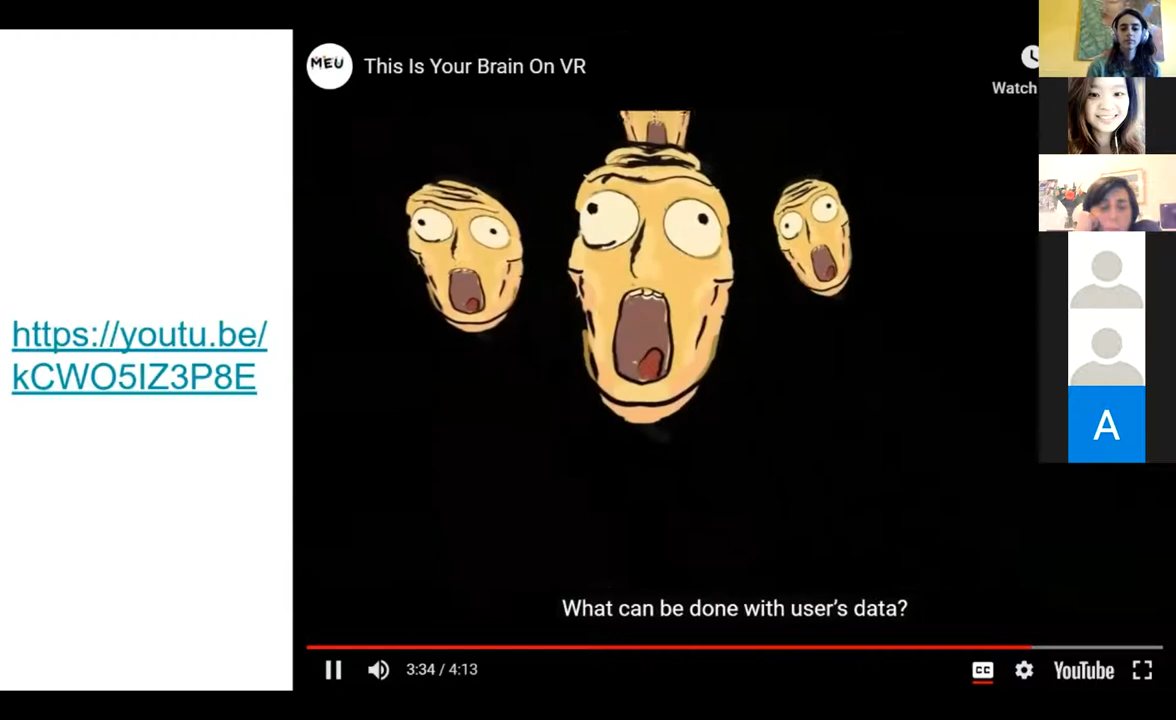 https://youtu.be/
kCWO5IZ3P8E
MEU
This Is Your Brain On VR
Watch
A
What can be done with user’s data?
3:34 / 4:13
CC
YouTube